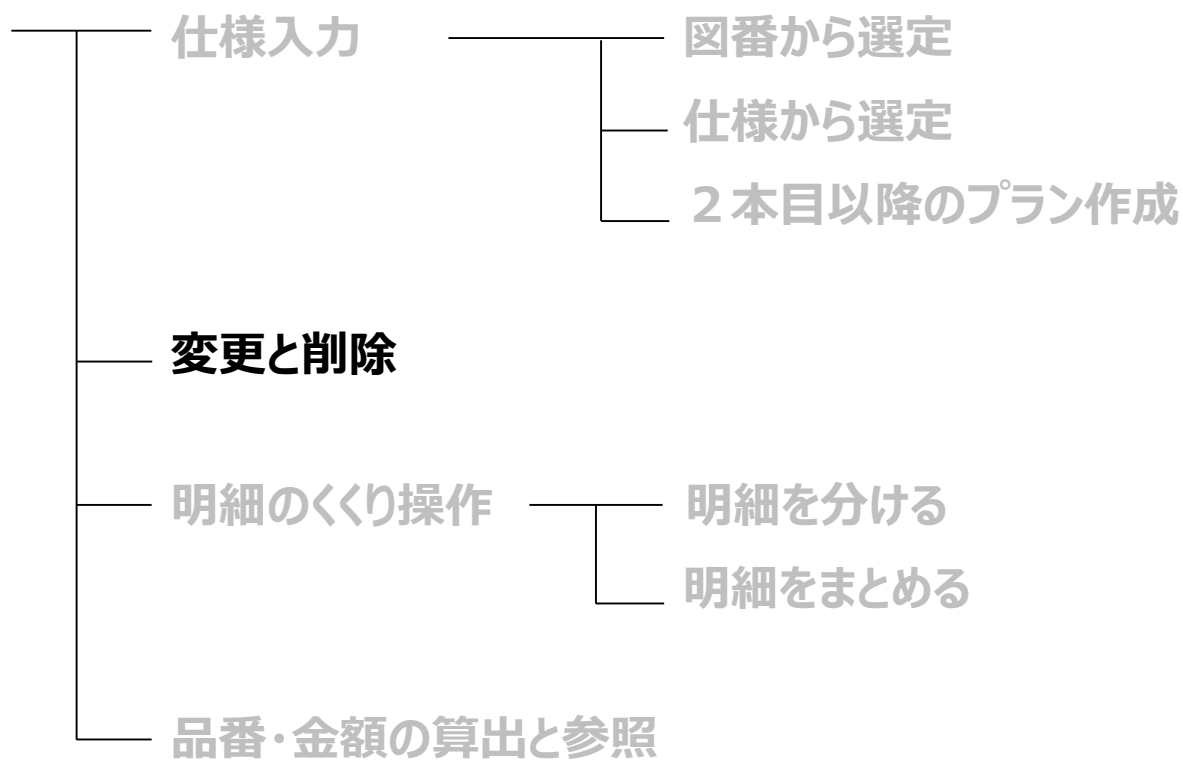 仕様入力
図番から選定
仕様から選定
２本目以降のプラン作成
変更と削除
明細のくくり操作
明細を分ける
明細をまとめる
品番・金額の算出と参照